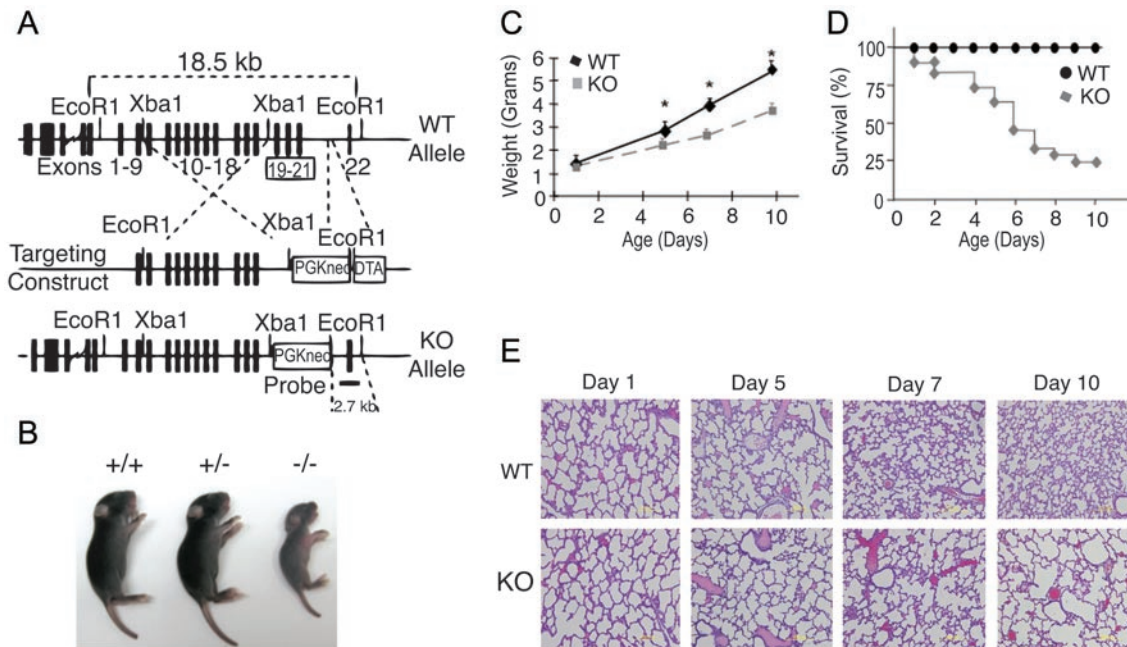 A
18.5 kb
EcoR1 Xba1 Xba1 EcoR1
WT
Allele
Exons 1-9 10-18 19-21 22
EcoR1 Xba1 EcoR1
Targeting
Construct
PGKneo DTA
EcoR1 Xba1 Xba1 EcoR1
KO
Allele
PGKneo
Probe
2.7 kb
B
+/+ +/- -/-
C
WT
KO
Weight (Grams)
6
5
4
3
2
1
0
* * *
0 2 4 6 8 10
Age (Days)
D
WT
KO
Survival (%)
100
75
50
25
0
0 2 4 6 8 10
Age (Days)
E
Day 1 Day 5 Day 7 Day 10
WT
KO